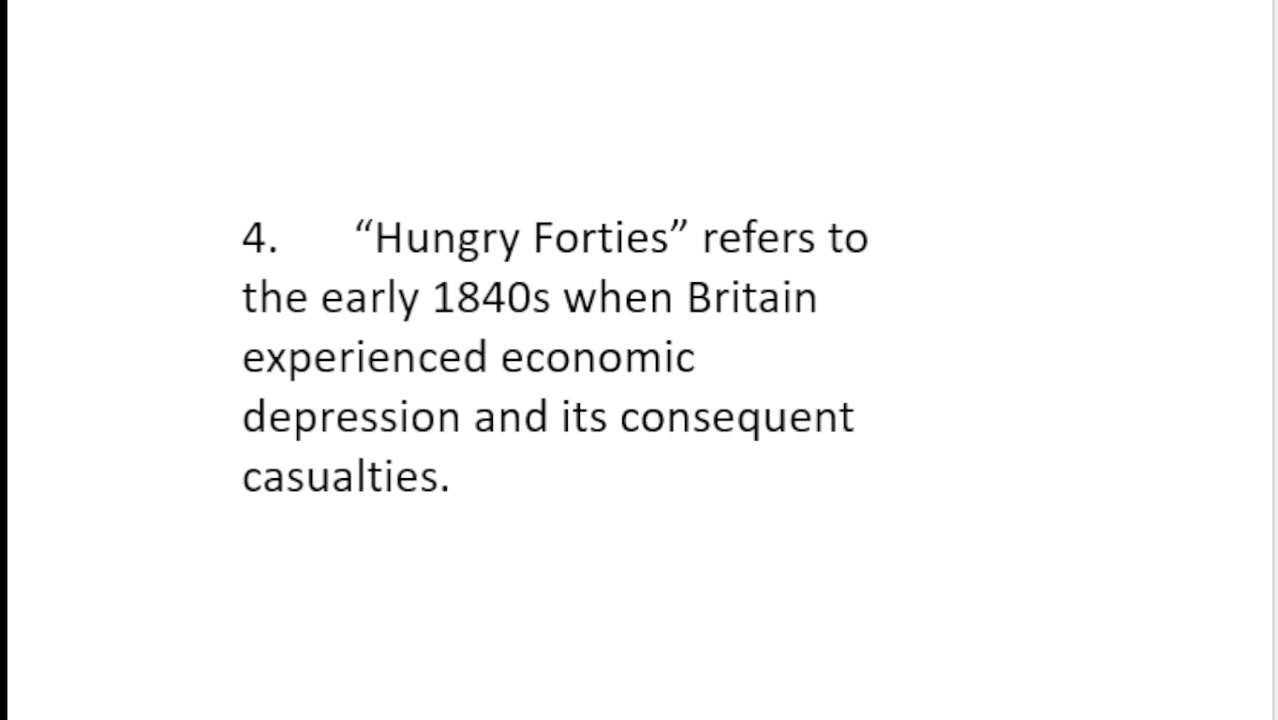 4. “Hungry Forties” refers to
the early 1840s when Britain
experienced economic
depression and its consequent
casualties.